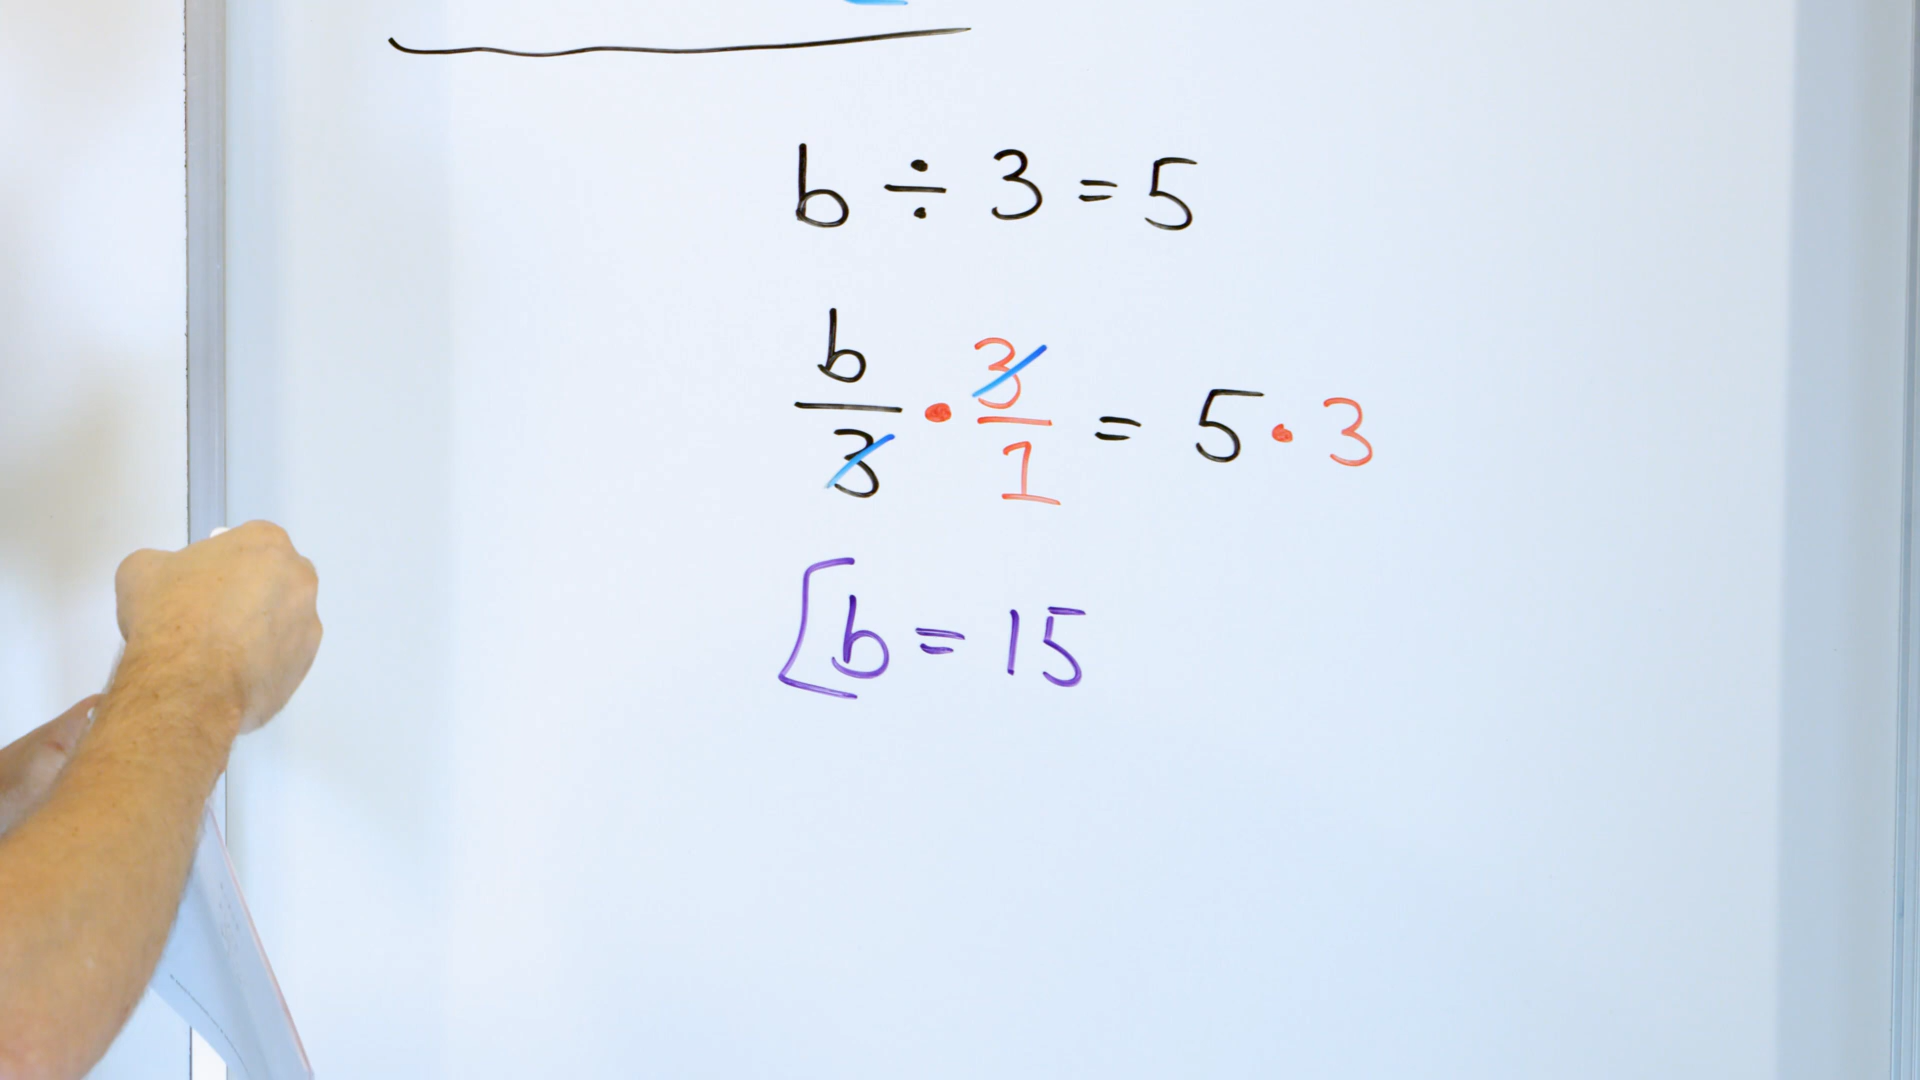 b ÷ 3 = 5
b/3 • 3/1 = 5 • 3
[b = 15